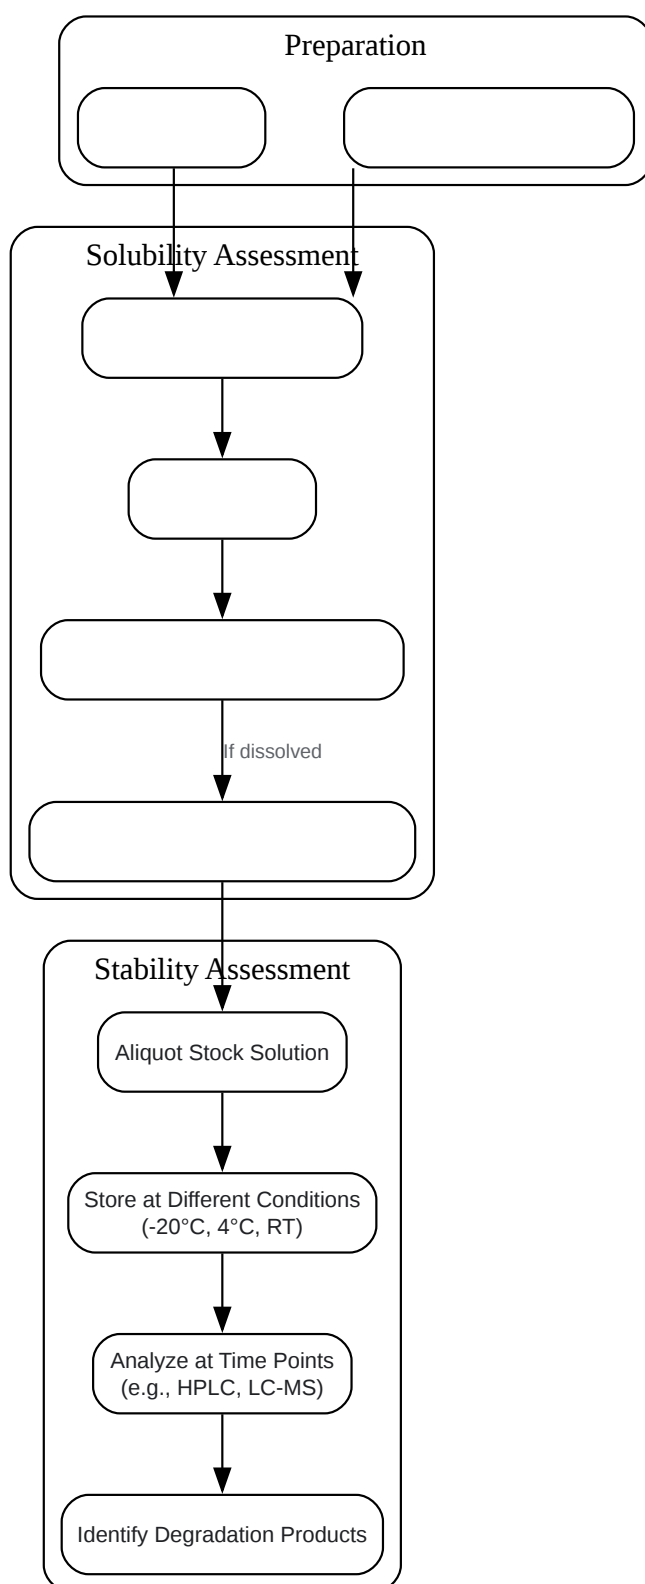 Preparation
Solubility Assessment
If dissolved
Stability Assessment
Aliquot Stock Solution
Store at Different Conditions
(-20°C, 4°C, RT)
Analyze at Time Points
(e.g., HPLC, LC-MS)
Identify Degradation Products